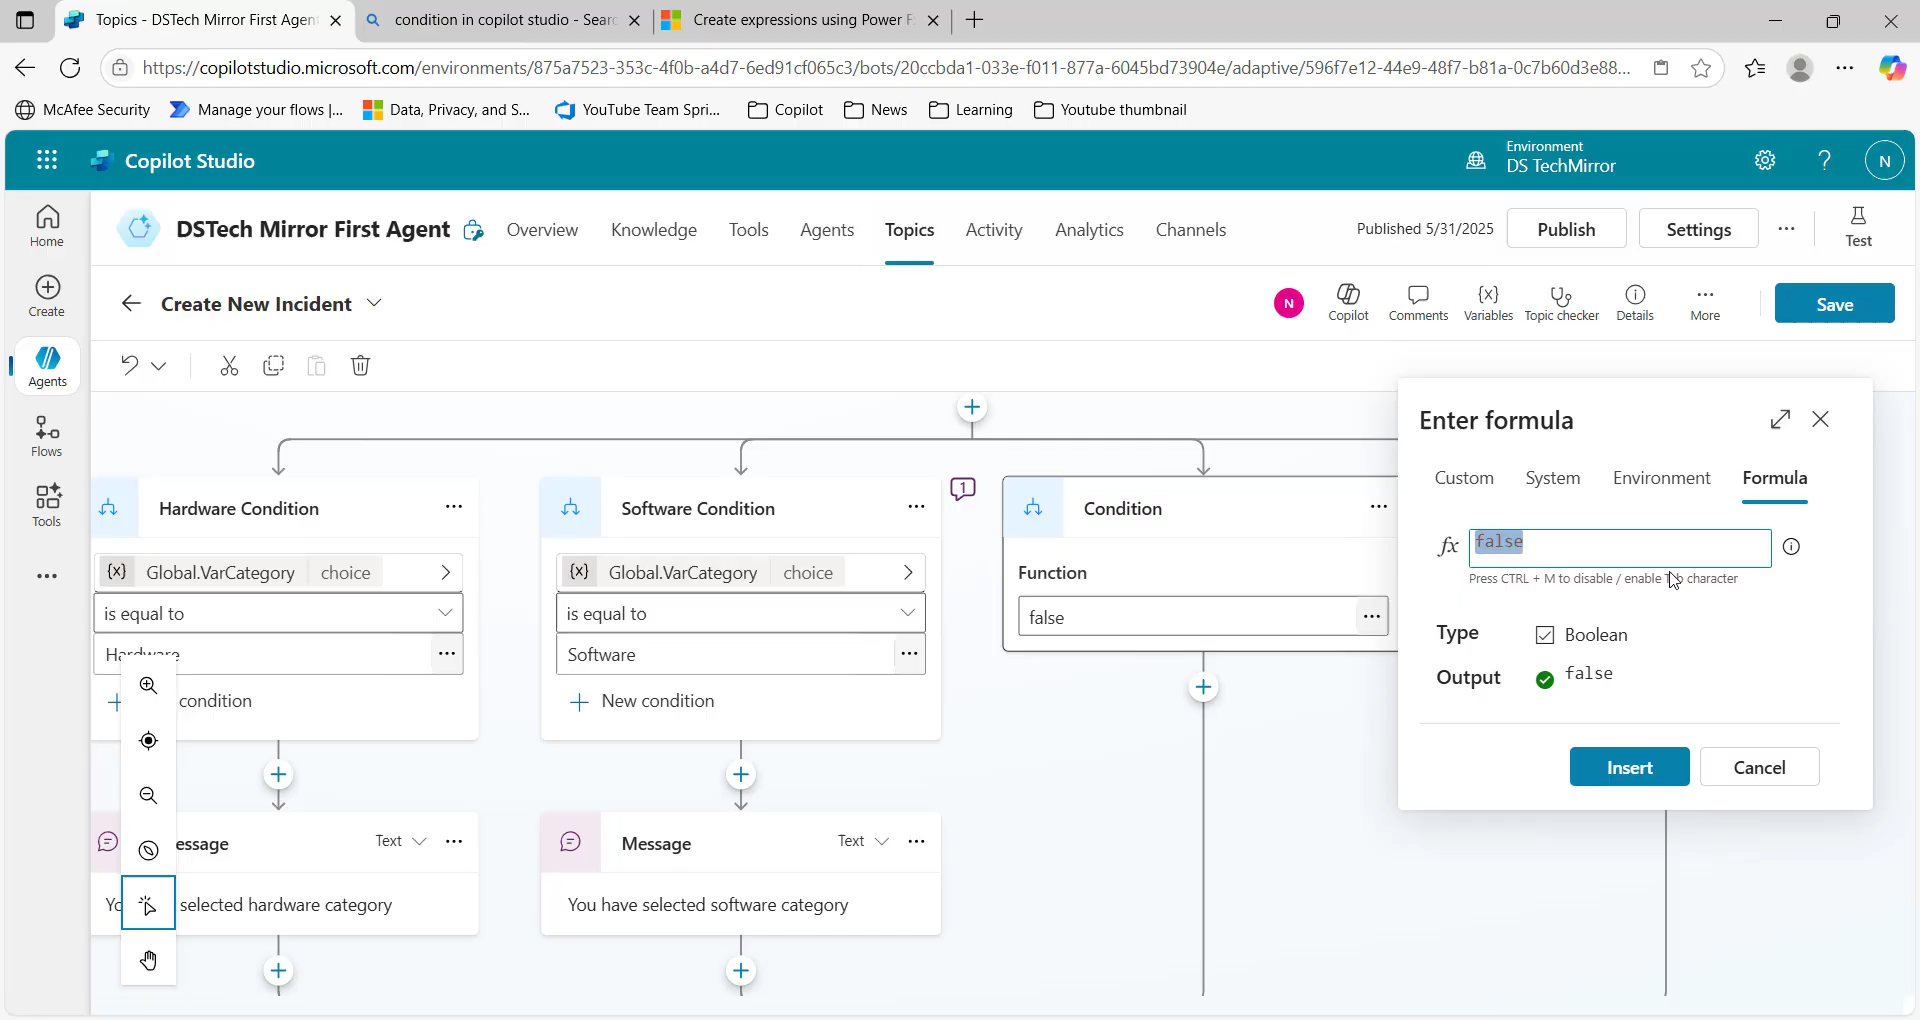 Topics - DSTech Mirror First Agen
condition in copilot studio - Sear
Create expressions using Power F
https://copilotstudio.microsoft.com/environments/875a7523-353c-4f0b-a4d7-6ed91cf065c3/bots/20ccbda1-033e-f011-877a-6045bd73904e/adaptive/596f7e12-44e9-48f7-b81a-0c7b60d3e88...
McAfee Security
Manage your flows |...
Data, Privacy, and S...
YouTube Team Spri...
Copilot
News
Learning
Youtube thumbnail
Copilot Studio
Environment
DS TechMirror
N
Home
Create
Agents
Flows
Tools
DSTech Mirror First Agent
Overview
Knowledge
Tools
Agents
Topics
Activity
Analytics
Channels
Published 5/31/2025
Publish
Settings
Test
Create New Incident
N
Copilot
Comments
Variables
Topic checker
Details
More
Save
Hardware Condition
{x} Global.VarCategory choice
is equal to
Hardware
condition
essage
Text
selected hardware category
Software Condition
{x} Global.VarCategory choice
is equal to
Software
New condition
Message
Text
You have selected software category
1
Condition
Function
false
Enter formula
Custom
System
Environment
Formula
fx
false
Press CTRL + M to disable / enable Tab character
Type
Boolean
Output
false
Insert
Cancel